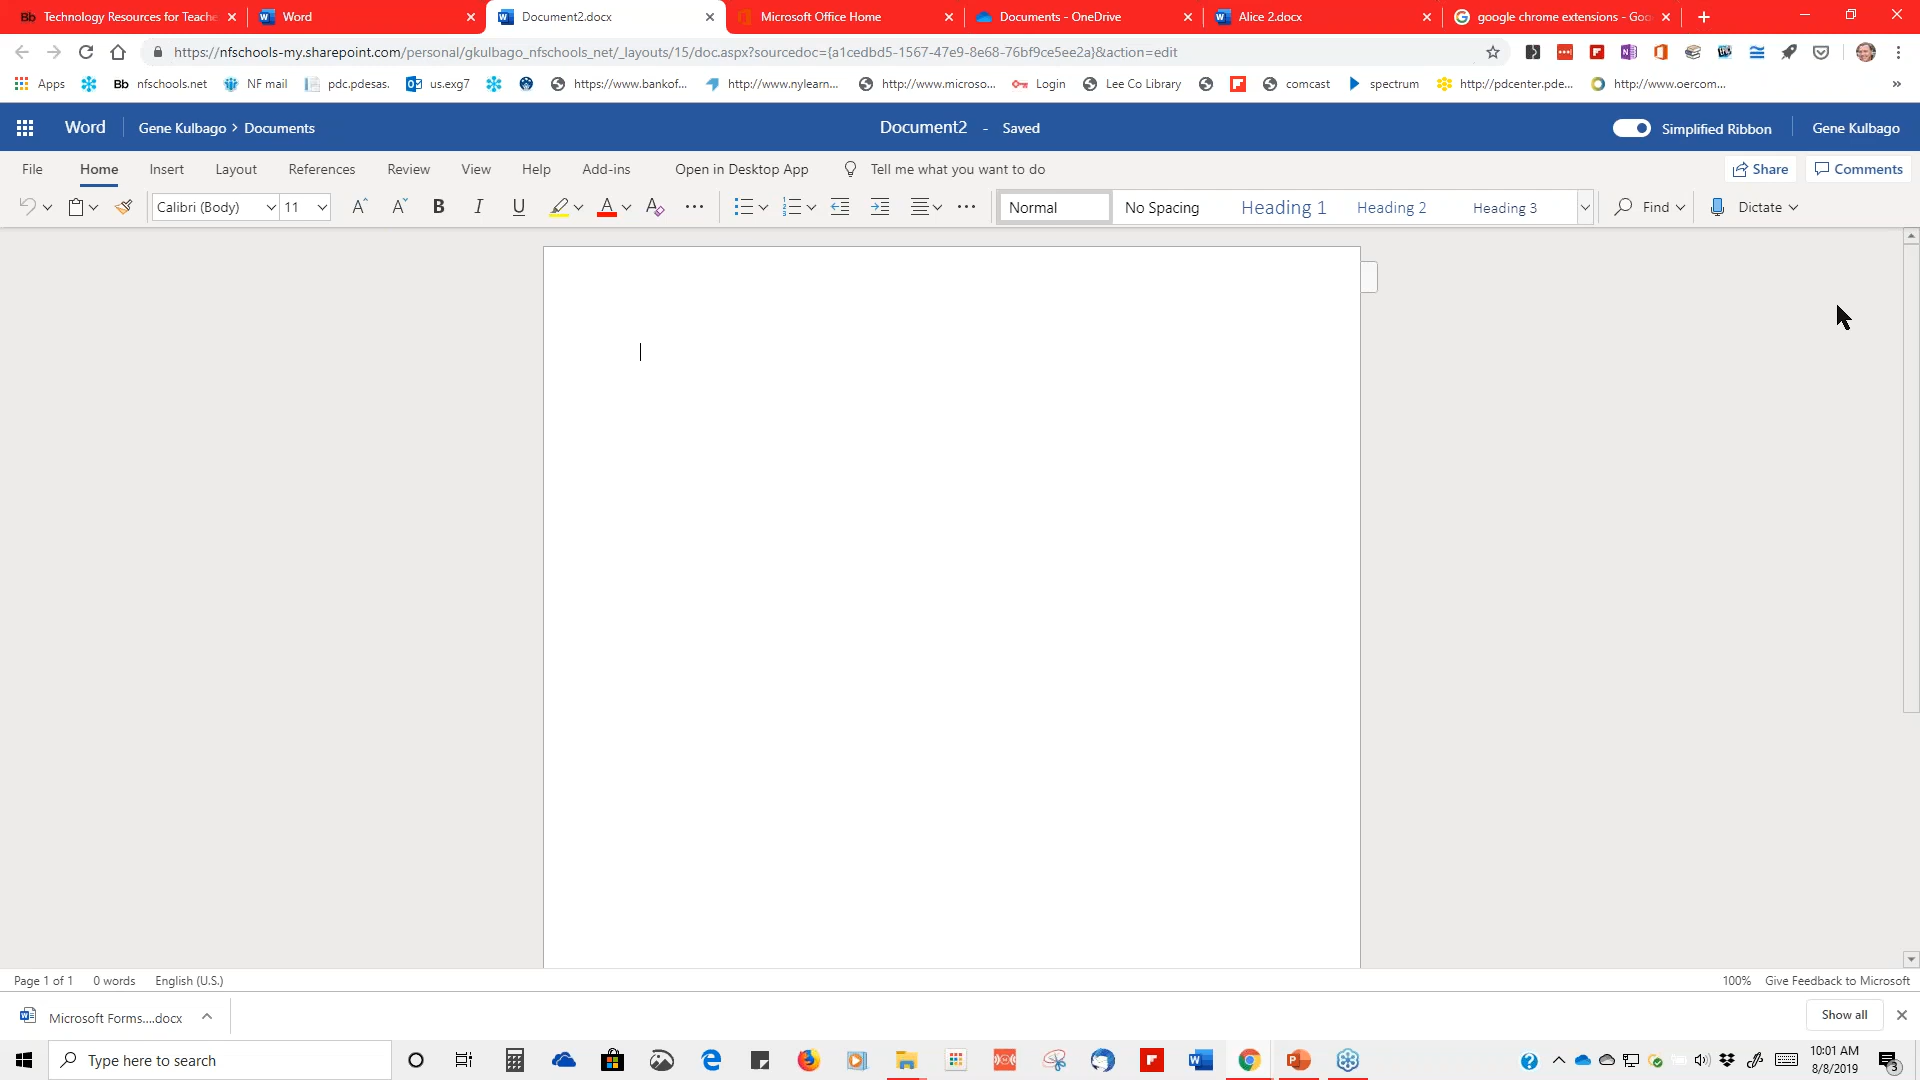 Technology Resources for Teache
Word
Document2.docx
Microsoft Office Home
Documents - OneDrive
Alice 2.docx
google chrome extensions - Goo
https://nfschools-my.sharepoint.com/personal/gkulbago_nfschools_net/_layouts/15/doc.aspx?sourcedoc={a1cedbd5-1567-47e9-8e68-76bf9ce5ee2a}&action=edit
Apps
Bb nfschools.net
NF mail
pdc.pdesas.
us.exg7
https://www.bankof...
http://www.nylearn...
http://www.microso...
Login
Lee Co Library
comcast
spectrum
http://pdcenter.pde...
http://www.oercom...
Word
Gene Kulbago > Documents
Document2 - Saved
Simplified Ribbon
Gene Kulbago
File
Home
Insert
Layout
References
Review
View
Help
Add-ins
Open in Desktop App
Tell me what you want to do
Share
Comments
Calibri (Body)
11
Normal
No Spacing
Heading 1
Heading 2
Heading 3
Find
Dictate
Page 1 of 1
0 words
English (U.S.)
100%
Give Feedback to Microsoft
Microsoft Forms....docx
Show all
Type here to search
10:01 AM
8/8/2019
3